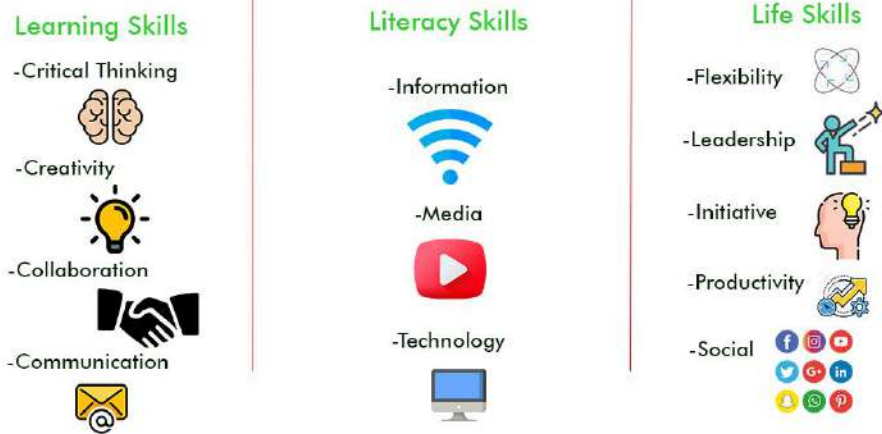 Learning Skills
-Critical Thinking
-Creativity
-Collaboration
-Communication
Literacy Skills
-Information
-Media
-Technology
Life Skills
-Flexibility
-Leadership
-Initiative
-Productivity
-Social